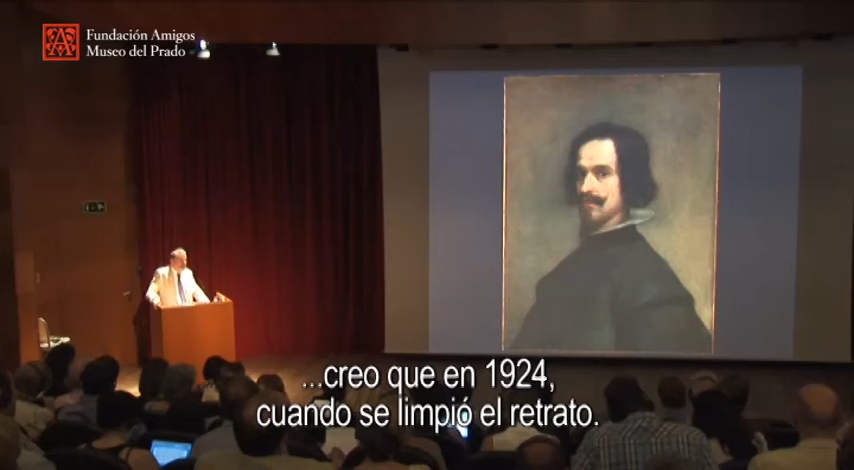 Fundación Amigos
Museo del Prado
...creo que en 1924,
cuando se limpió el retrato.